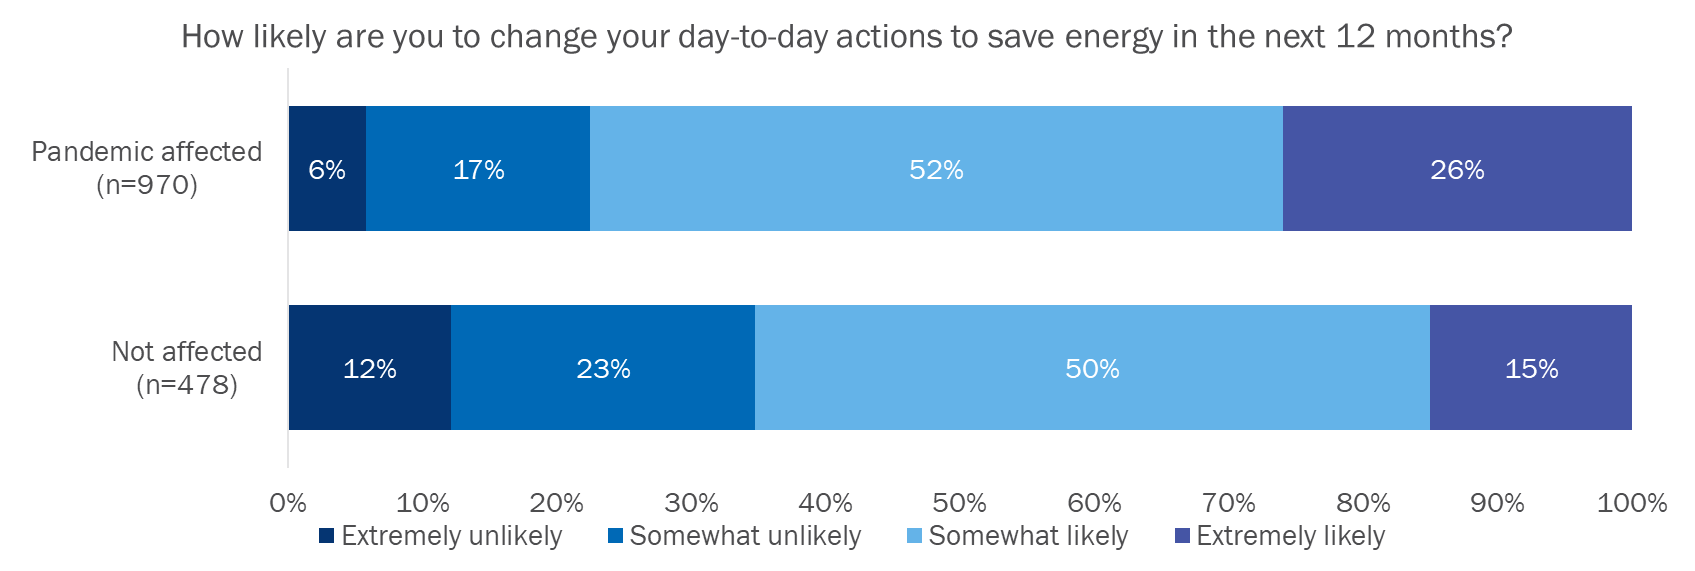 How likely are you to change your day-to-day actions to save energy in the next 12 months?
Pandemic affected
(n=970)
6%
17%
52%
26%
Not affected
(n=478)
12%
23%
50%
15%
0%
10%
20%
30%
40%
50%
60%
70%
80%
90%
100%
Extremely unlikely
Somewhat unlikely
Somewhat likely
Extremely likely